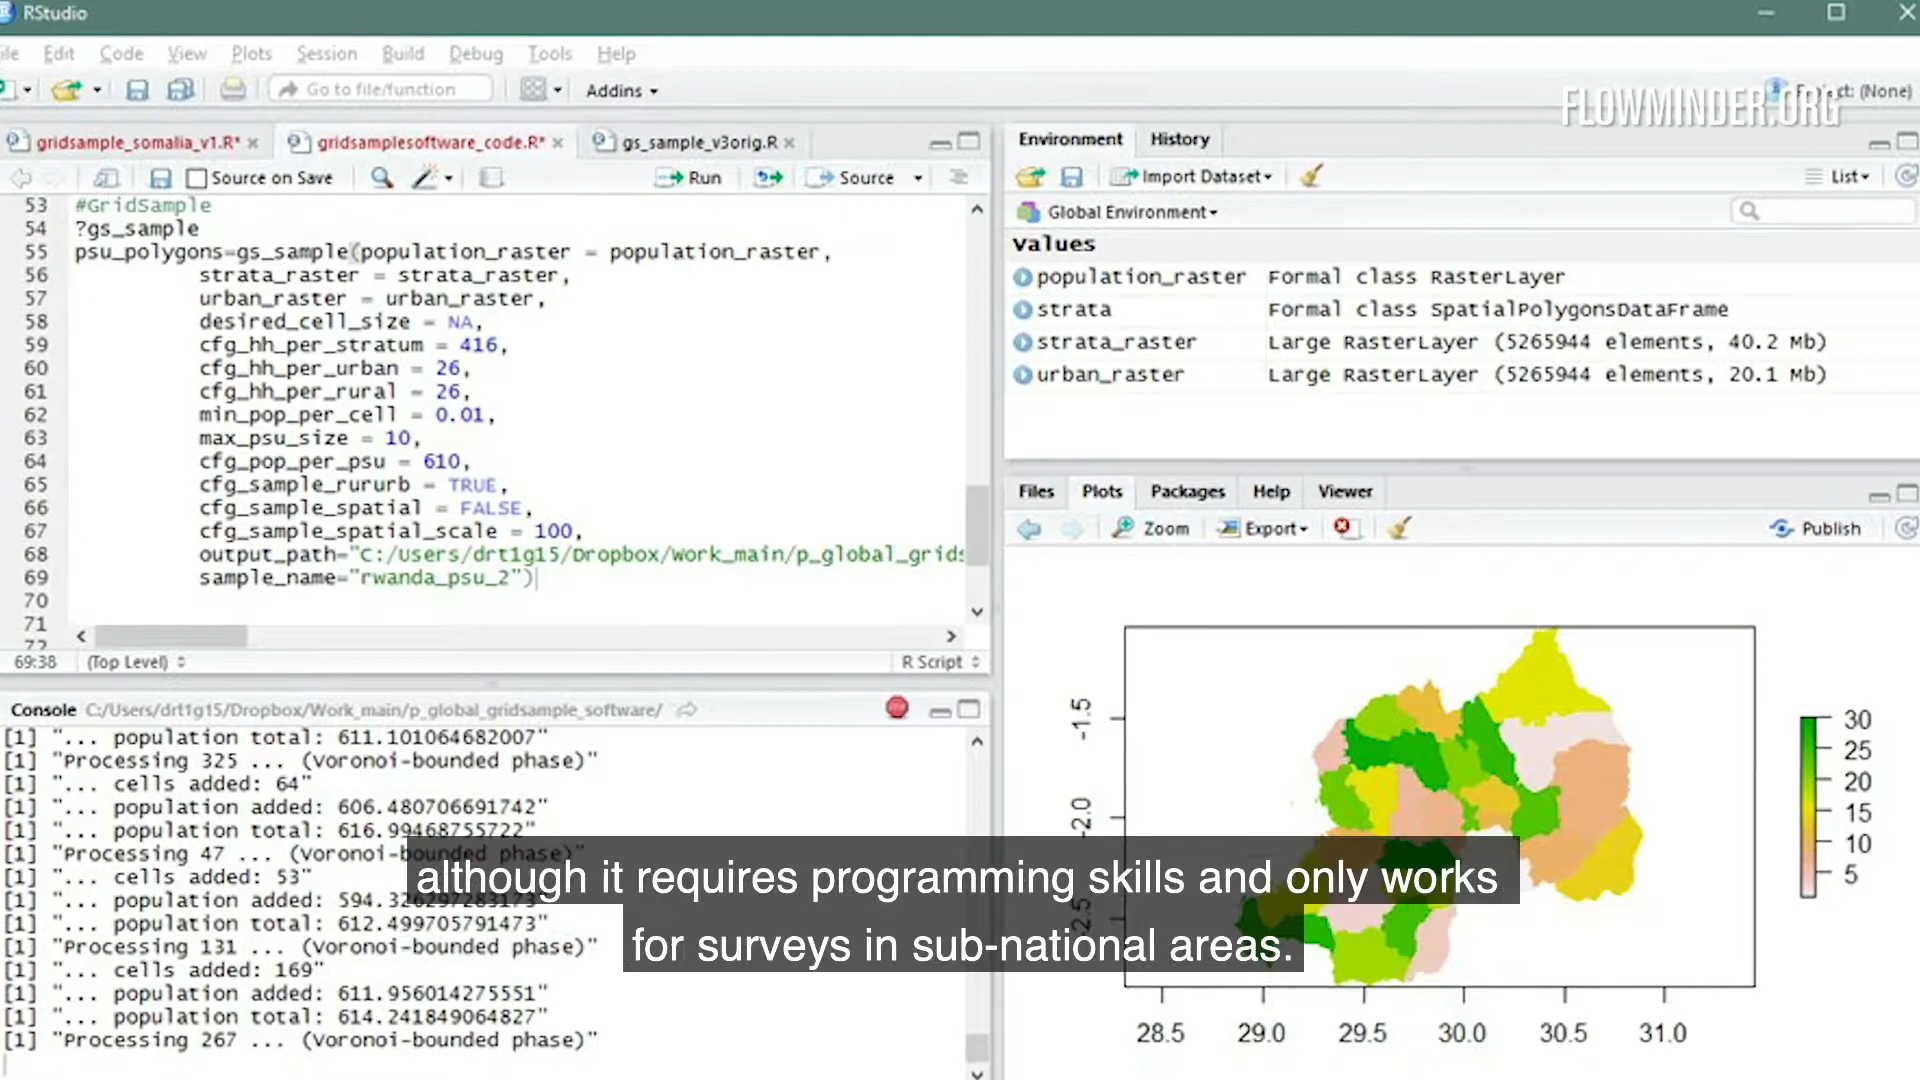 RStudio
ile Edit Code View Plots Session Build Debug Tools Help
Go to file/function Addins
FLOWMINDER.ORG
ct: (None)
gridsample_somalia_v1.R* gridsamplesoftware_code.R* gs_sample_v3orig.R
Source on Save Run Source
53 #GridSample
54 ?gs_sample
55 psu_polygons=gs_sample(population_raster = population_raster,
56 strata_raster = strata_raster,
57 urban_raster = urban_raster,
58 desired_cell_size = NA,
59 cfg_hh_per_stratum = 416,
60 cfg_hh_per_urban = 26,
61 cfg_hh_per_rural = 26,
62 min_pop_per_cell = 0.01,
63 max_psu_size = 10,
64 cfg_pop_per_psu = 610,
65 cfg_sample_rururb = TRUE,
66 cfg_sample_spatial = FALSE,
67 cfg_sample_spatial_scale = 100,
68 output_path="C:/Users/drt1g15/Dropbox/Work_main/p_global_grids
69 sample_name="rwanda_psu_2")
70
71
72
69:38 (Top Level) R Script
Console C:/Users/drt1g15/Dropbox/Work_main/p_global_gridsample_software/
[1] "... population total: 611.101064682007"
[1] "Processing 325 ... (Voronoi-bounded phase)"
[1] "... cells added: 64"
[1] "... population added: 606.480706691742"
[1] "... population total: 616.99468755722"
[1] "Processing 47 ... (Voronoi-bounded phase)"
[1] "... cells added: 53"
[1] "... population added: 594.326297283173"
[1] "... population total: 612.499705791473"
[1] "Processing 131 ... (Voronoi-bounded phase)"
[1] "... cells added: 169"
[1] "... population added: 611.956014275551"
[1] "... population total: 614.241849064827"
[1] "Processing 267 ... (Voronoi-bounded phase)"
Environment History
Import Dataset List
Global Environment
Values
population_raster Formal class RasterLayer
strata Formal class SpatialPolygonsDataFrame
strata_raster Large RasterLayer (5265944 elements, 40.2 Mb)
urban_raster Large RasterLayer (5265944 elements, 20.1 Mb)
Files Plots Packages Help Viewer
Zoom Export Publish
-1.5
-2.0
-2.5
28.5 29.0 29.5 30.0 30.5 31.0
30
25
20
15
10
5
although it requires programming skills and only works
for surveys in sub-national areas.